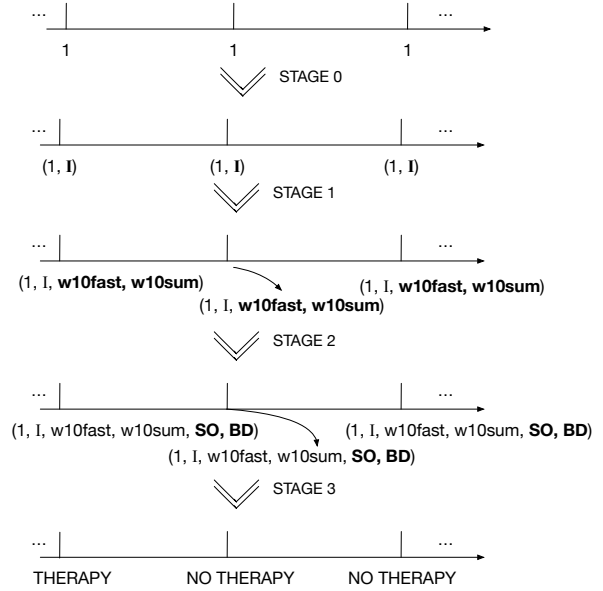 ... ...
1 1 1
STAGE 0
... ...
(1, I) (1, I) (1, I)
STAGE 1
... ...
(1, I, w10fast, w10sum) (1, I, w10fast, w10sum)
(1, I, w10fast, w10sum)
STAGE 2
... ...
(1, I, w10fast, w10sum, SO, BD) (1, I, w10fast, w10sum, SO, BD)
(1, I, w10fast, w10sum, SO, BD)
STAGE 3
... ...
THERAPY NO THERAPY NO THERAPY